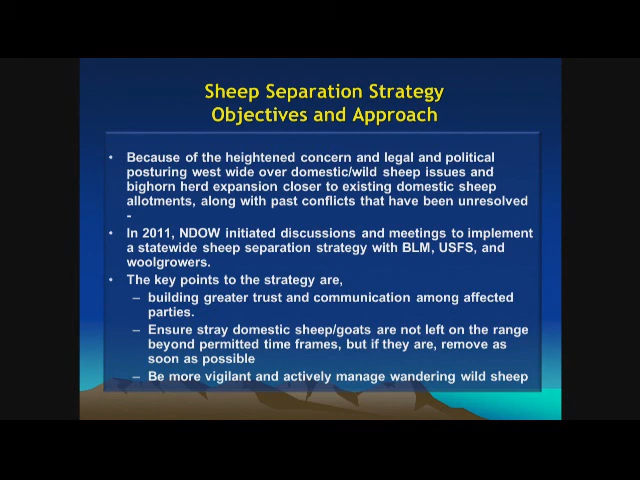 Sheep Separation Strategy
Objectives and Approach
• Because of the heightened concern and legal and political
posturing west wide over domestic/wild sheep issues and
bighorn herd expansion closer to existing domestic sheep
allotments, along with past conflicts that have been unresolved
-
• In 2011, NDOW initiated discussions and meetings to implement
a statewide sheep separation strategy with BLM, USFS, and
woolgrowers.
• The key points to the strategy are,
– building greater trust and communication among affected
parties.
– Ensure stray domestic sheep/goats are not left on the range
beyond permitted time frames, but if they are, remove as
soon as possible
– Be more vigilant and actively manage wandering wild sheep